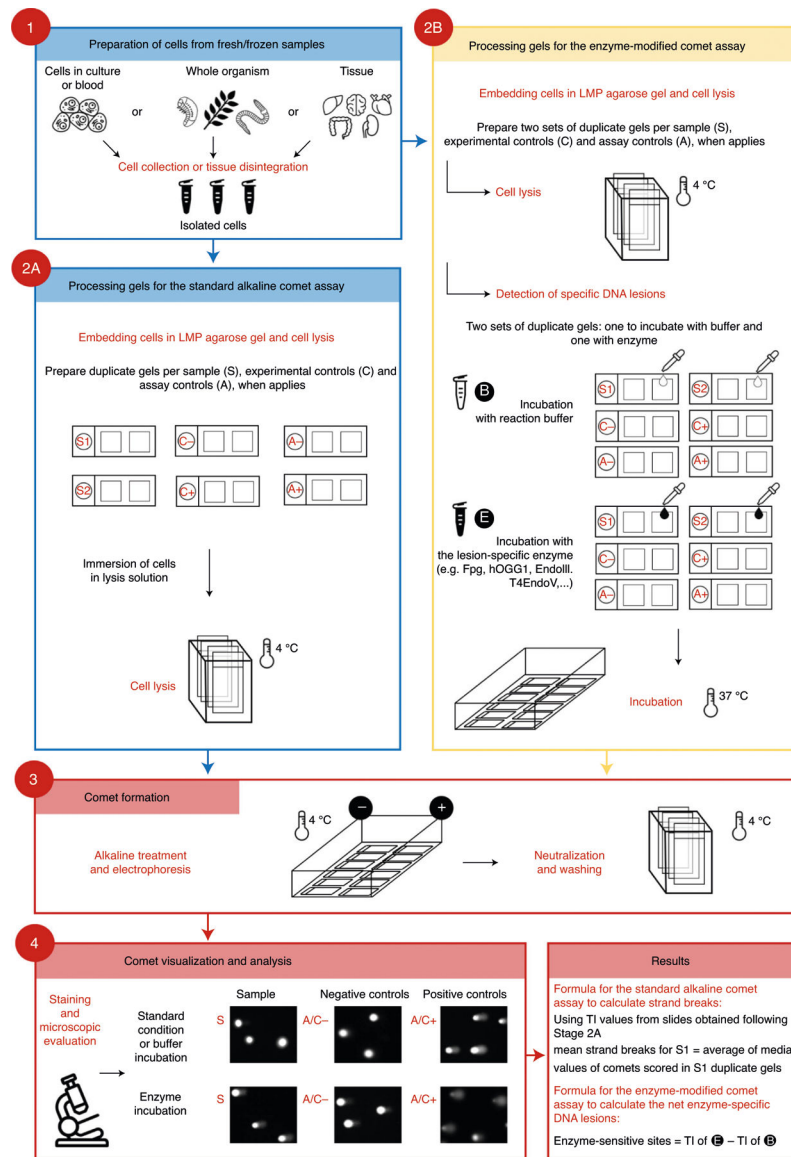 1
Preparation of cells from fresh/frozen samples
Cells in culture
or blood
or
Whole organism
or
Tissue
Cell collection or tissue disintegration
Isolated cells
2A
Processing gels for the standard alkaline comet assay
Embedding cells in LMP agarose gel and cell lysis
Prepare duplicate gels per sample (S), experimental controls (C) and
assay controls (A), when applies
S1
C–
A–
S2
C+
A+
Immersion of cells
in lysis solution
4 °C
Cell lysis
2B
Processing gels for the enzyme-modified comet assay
Embedding cells in LMP agarose gel and cell lysis
Prepare two sets of duplicate gels per sample (S),
experimental controls (C) and assay controls (A), when applies
Cell lysis
4 °C
Detection of specific DNA lesions
Two sets of duplicate gels: one to incubate with buffer and
one with enzyme
B
Incubation
with reaction buffer
S1
S2
C–
C+
A–
A+
E
Incubation with
the lesion-specific enzyme
(e.g. Fpg, hOGG1, EndoIII.
T4EndoV,...)
S1
S2
C–
C+
A–
A+
Incubation
37 °C
3
Comet formation
Alkaline treatment
and electrophoresis
4 °C
–
+
Neutralization
and washing
4 °C
4
Comet visualization and analysis
Staining
and
microscopic
evaluation
Sample
Negative controls
Positive controls
Standard
condition
or buffer
incubation
S
A/C–
A/C+
Enzyme
incubation
S
A/C–
A/C+
Results
Formula for the standard alkaline comet
assay to calculate strand breaks:
Using TI values from slides obtained following
Stage 2A
mean strand breaks for S1 = average of media
values of comets scored in S1 duplicate gels
Formula for the enzyme-modified comet
assay to calculate the net enzyme-specific
DNA lesions:
Enzyme-sensitive sites = TI of E – TI of B